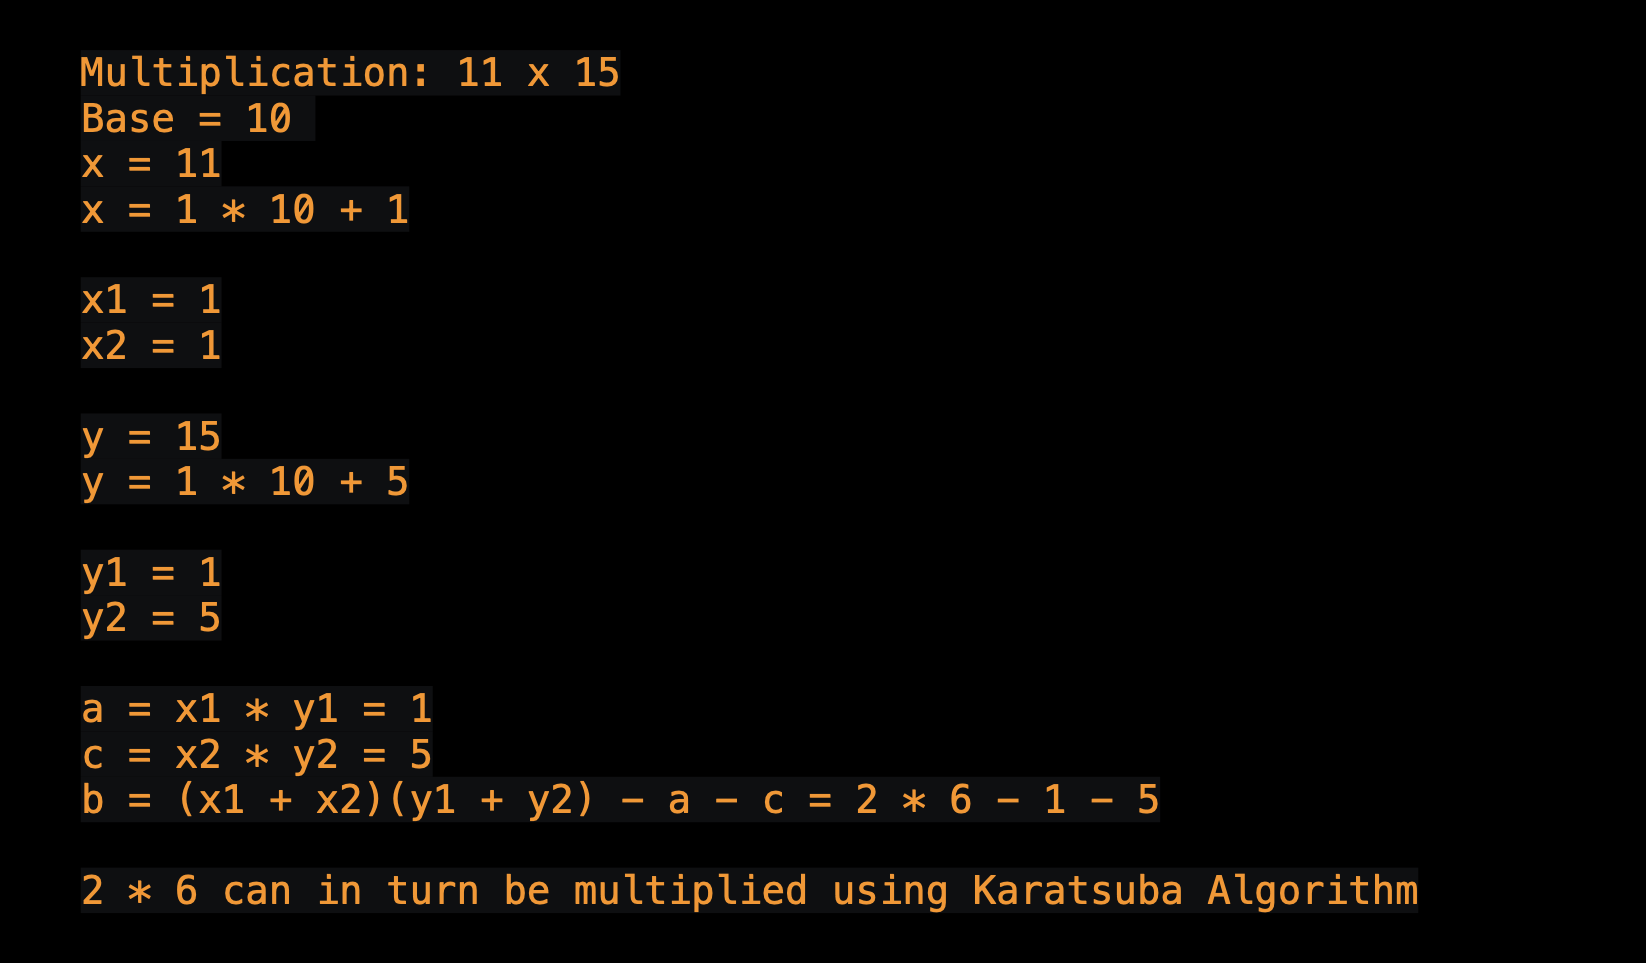 Multiplication: 11 x 15
Base = 10
x = 11
x = 1 * 10 + 1
x1 = 1
x2 = 1
y = 15
y = 1 * 10 + 5
y1 = 1
y2 = 5
a = x1 * y1 = 1
c = x2 * y2 = 5
b = (x1 + x2)(y1 + y2) - a - c = 2 * 6 - 1 - 5
2 * 6 can in turn be multiplied using Karatsuba Algorithm